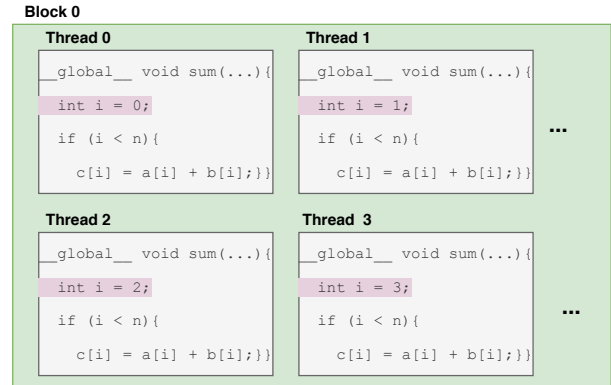 Block 0
Thread 0
__global__ void sum(...){
int i = 0;
if (i < n){
c[i] = a[i] + b[i];}}
Thread 1
__global__ void sum(...){
int i = 1;
if (i < n){
c[i] = a[i] + b[i];}}
...
Thread 2
__global__ void sum(...){
int i = 2;
if (i < n){
c[i] = a[i] + b[i];}}
Thread 3
__global__ void sum(...){
int i = 3;
if (i < n){
c[i] = a[i] + b[i];}}
...